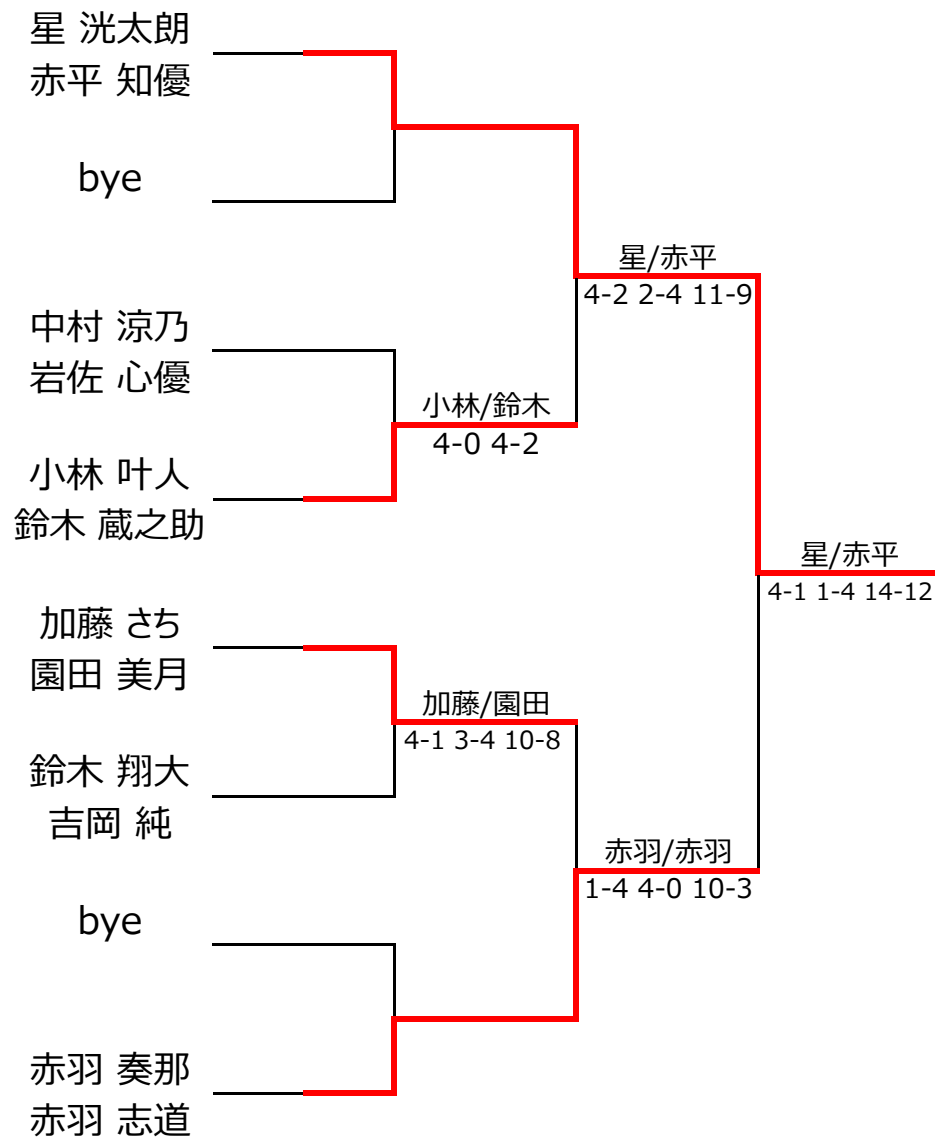 星 洸太朗
赤平 知優
bye
星/赤平
4-2 2-4 11-9
中村 涼乃
岩佐 心優
小林/鈴木
4-0 4-2
小林 叶人
鈴木 蔵之助
星/赤平
4-1 1-4 14-12
加藤 さち
園田 美月
加藤/園田
4-1 3-4 10-8
鈴木 翔大
吉岡 純
赤羽/赤羽
1-4 4-0 10-3
bye
赤羽 奏那
赤羽 志道